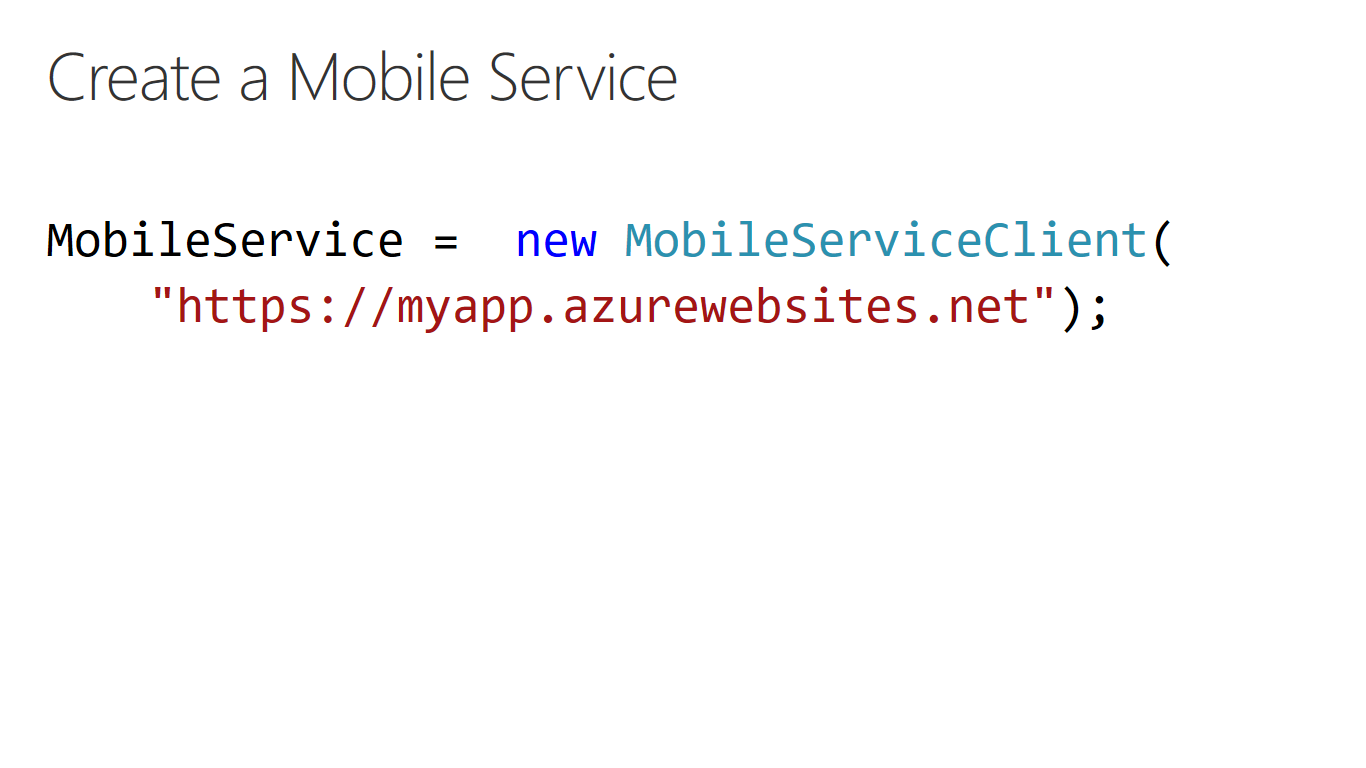 Create a Mobile Service
MobileService =  new MobileServiceClient(
    "https://myapp.azurewebsites.net");